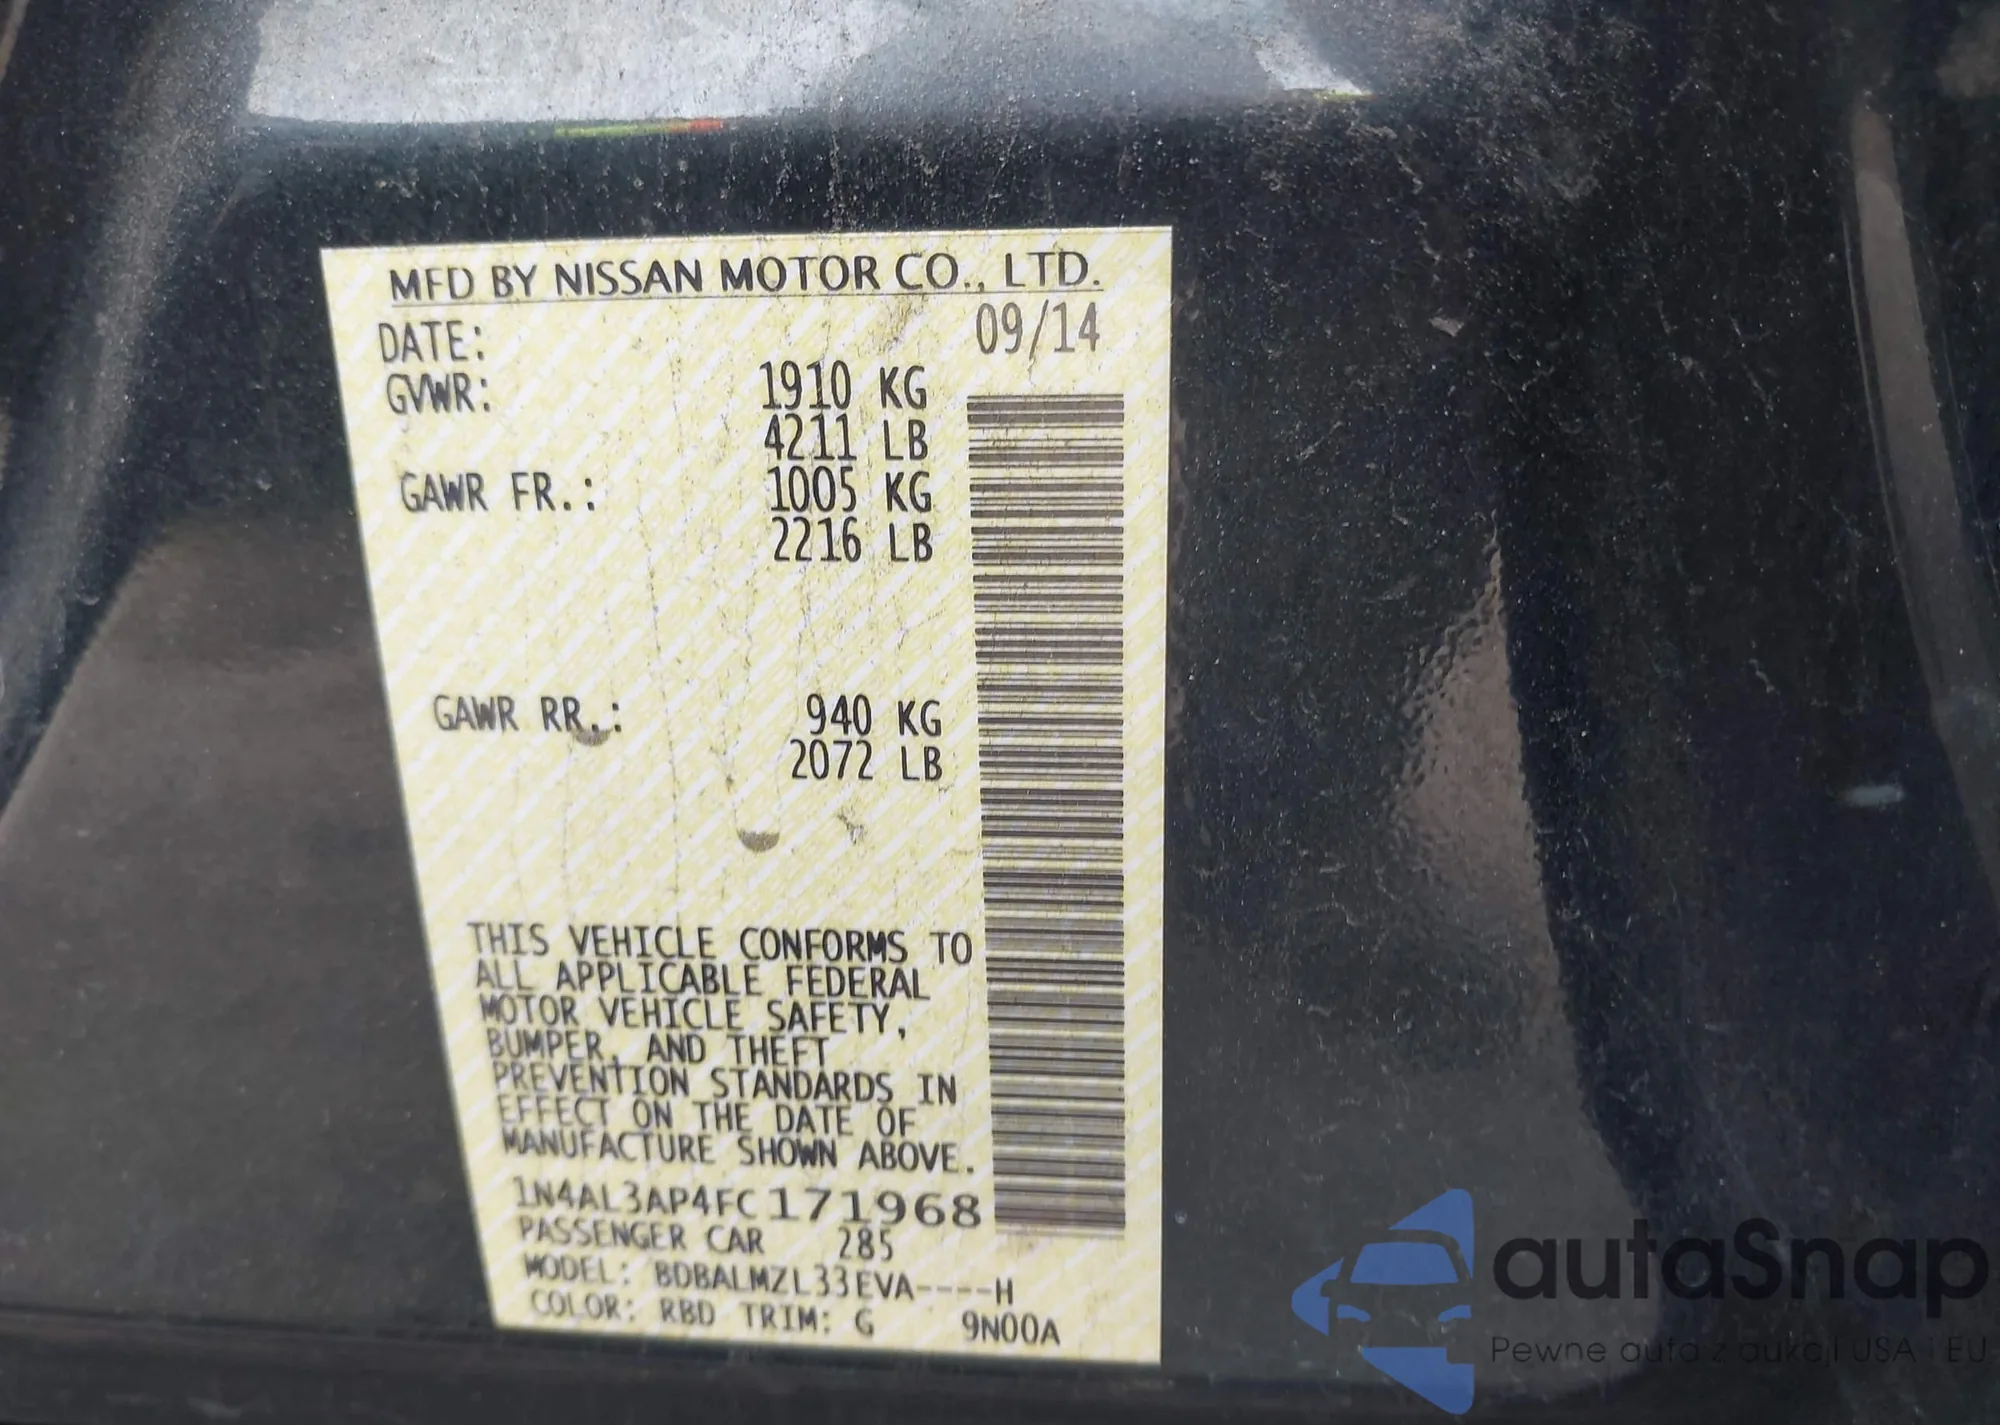 MFD BY NISSAN MOTOR CO., LTD.
DATE: 09/14
GVWR: 1910 KG
4211 LB
GAWR FR.: 1005 KG
2216 LB
GAWR RR.: 940 KG
2072 LB
THIS VEHICLE CONFORMS TO
ALL APPLICABLE FEDERAL
MOTOR VEHICLE SAFETY,
BUMPER, AND THEFT
PREVENTION STANDARDS IN
EFFECT ON THE DATE OF
MANUFACTURE SHOWN ABOVE.
1N4AL3AP4FC171968
PASSENGER CAR 285
MODEL: BDBALMZL33EVA----H
COLOR: RBD TRIM: G 9N00A
autaSnap
Pewne auta z aukcji USA i EU